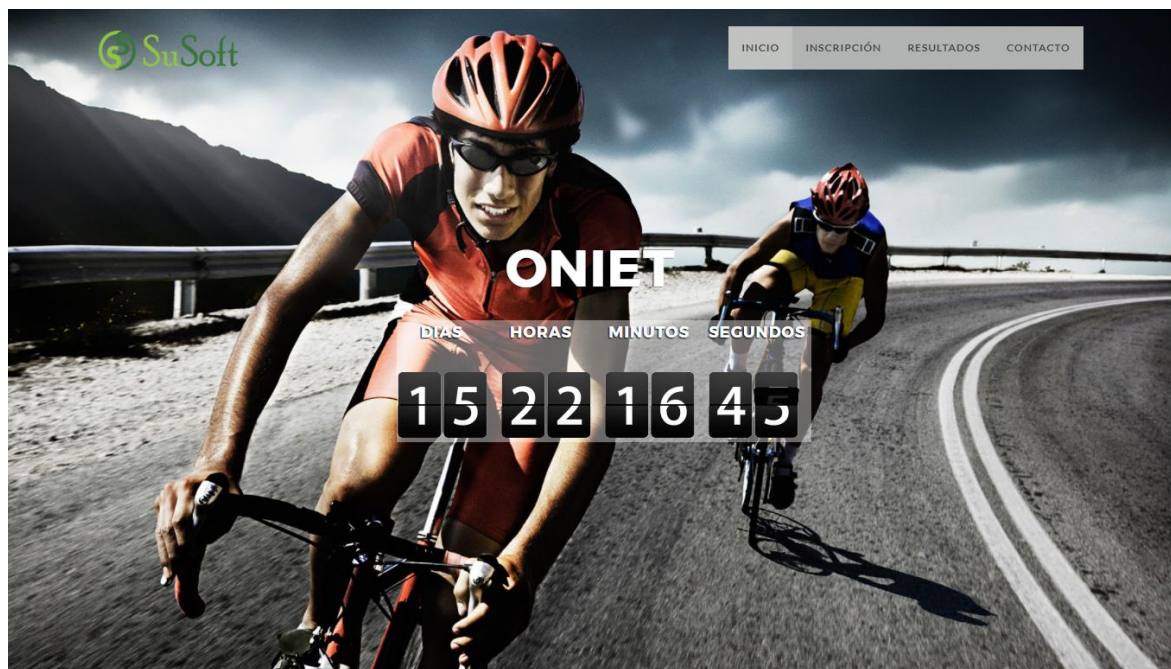 SuSoft
INICIO INSCRIPCIÓN RESULTADOS CONTACTO
ONIET
DIAS HORAS MINUTOS SEGUNDOS
15 22 16 45